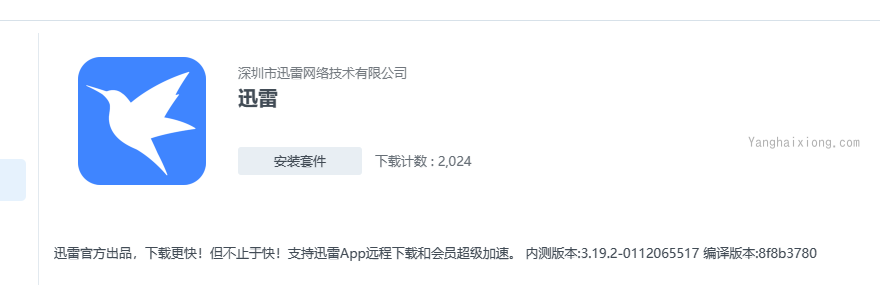 深圳市迅雷网络技术有限公司
迅雷
安装套件 下载计数 : 2,024
Yanghaixiong.com
迅雷官方出品，下载更快！但不止于快！支持迅雷App远程下载和会员超级加速。 内测版本:3.19.2-0112065517 编译版本:8f8b3780